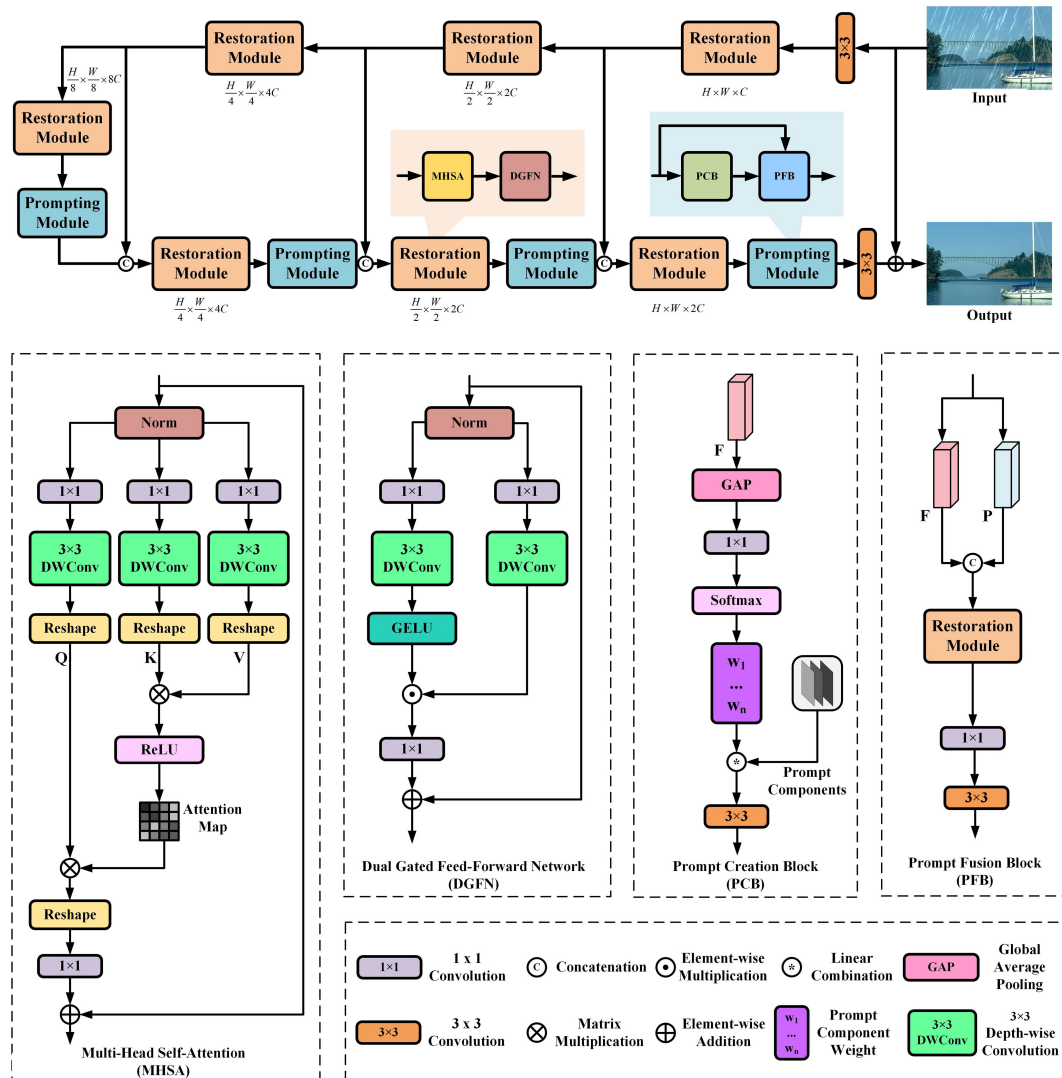 Restoration
Module
Restoration
Module
Restoration
Module
3×3
Input
H/8 × W/8 × 8C
H/4 × W/4 × 4C
H/2 × W/2 × 2C
H×W×C
Restoration
Module
Prompting
Module
MHSA
DGFN
PCB
PFB
C
Restoration
Module
Prompting
Module
C
Restoration
Module
Prompting
Module
C
Restoration
Module
Prompting
Module
3×3
H/4 × W/4 × 4C
H/2 × W/2 × 2C
H×W×2C
Output
Norm
1×1
1×1
1×1
3×3
DWConv
3×3
DWConv
3×3
DWConv
Reshape
Reshape
Reshape
Q
K
V
ReLU
Attention
Map
Reshape
1×1
Multi-Head Self-Attention
(MHSA)
Norm
1×1
1×1
3×3
DWConv
3×3
DWConv
GELU
1×1
Dual Gated Feed-Forward Network
(DGFN)
F
GAP
1×1
Softmax
w1
...
wn
*
Prompt
Components
3×3
Prompt Creation Block
(PCB)
F
P
C
Restoration
Module
1×1
3×3
Prompt Fusion Block
(PFB)
1×1
1 x 1
Convolution
C
Concatenation
Element-wise
Multiplication
*
Linear
Combination
GAP
Global
Average
Pooling
3×3
3 x 3
Convolution
Matrix
Multiplication
Element-wise
Addition
w1
...
wn
Prompt
Component
Weight
3×3
DWConv
3×3
Depth-wise
Convolution